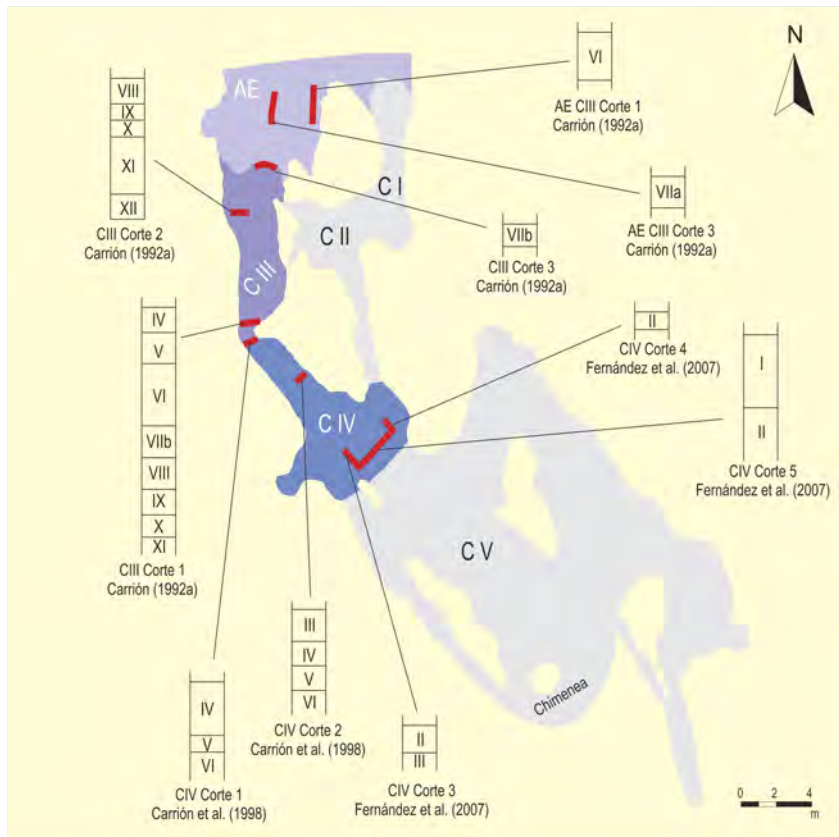 N
VI
AE CIII Corte 1
Carrión (1992a)
VIII
IX
X
XI
XII
CIII Corte 2
Carrión (1992a)
AE
C I
C II
C III
VIIa
AE CIII Corte 3
Carrión (1992a)
VIIb
CIII Corte 3
Carrión (1992a)
IV
V
VI
VIIb
VIII
IX
X
XI
CIII Corte 1
Carrión (1992a)
II
CIV Corte 4
Fernández et al. (2007)
I
II
CIV Corte 5
Fernández et al. (2007)
C IV
C V
Chimenea
III
IV
V
VI
CIV Corte 2
Carrión et al. (1998)
IV
V
VI
CIV Corte 1
Carrión et al. (1998)
II
III
CIV Corte 3
Fernández et al. (2007)
0 2 4
m